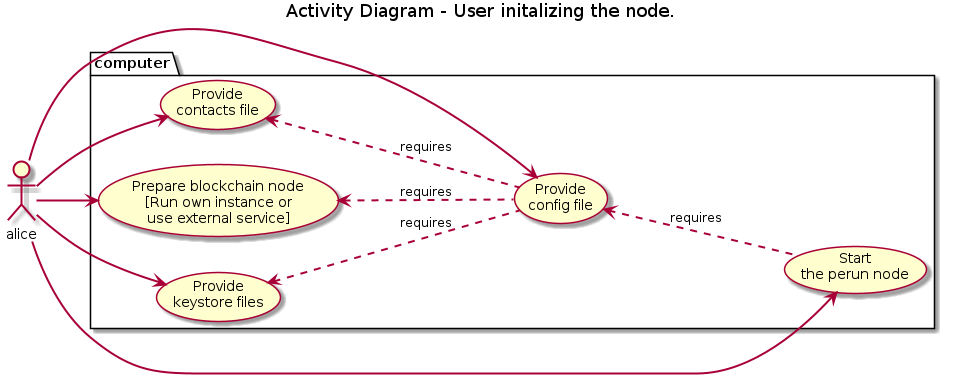 Activity Diagram - User initalizing the node.
computer
Provide
contacts file
requires
Prepare blockchain node
[Run own instance or
use external service]
requires
Provide
config file
requires
requires
alice
Start
the perun node
Provide
keystore files